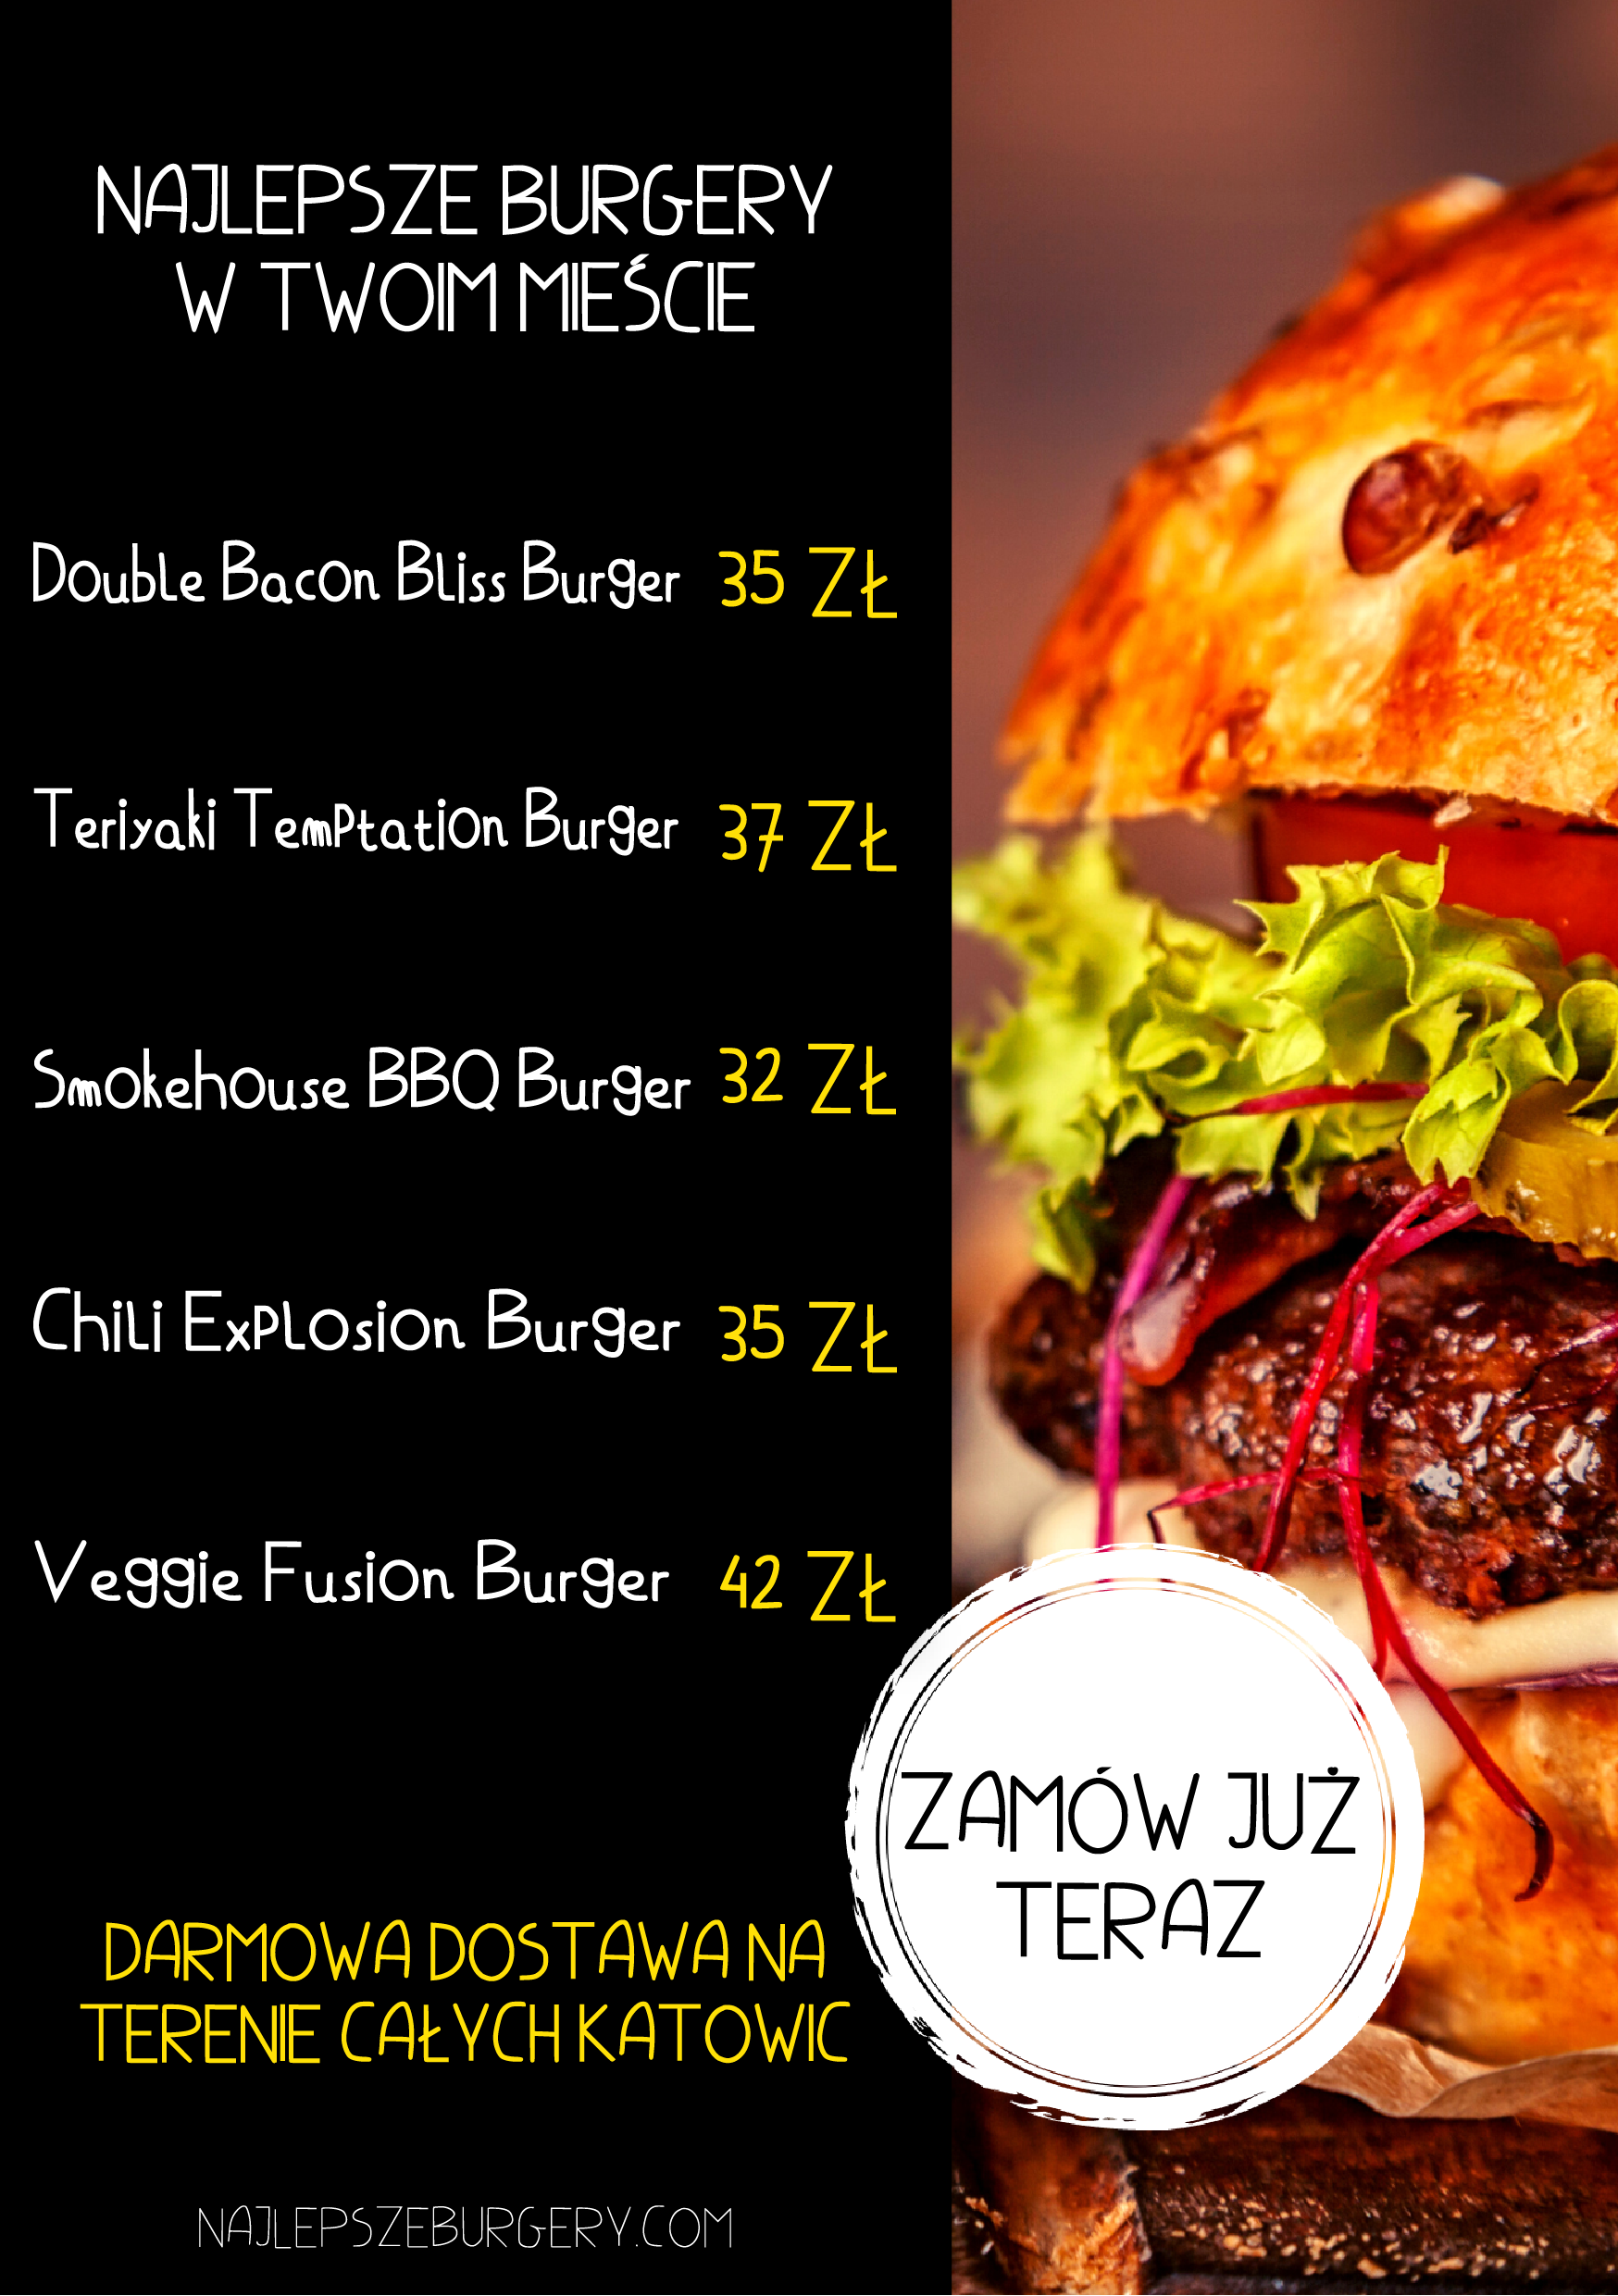 NAJLEPSZE BURGERY
W TWOIM MIEŚCIE
Double Bacon Bliss Burger 35 ZŁ
Teriyaki Temptation Burger 37 ZŁ
Smokehouse BBQ Burger 32 ZŁ
Chili Explosion Burger 35 ZŁ
Veggie Fusion Burger 42 ZŁ
ZAMÓW JUŻ
TERAZ
DARMOWA DOSTAWA NA
TERENIE CAŁYCH KATOWIC
NAJLEPSZEBURGERY.COM